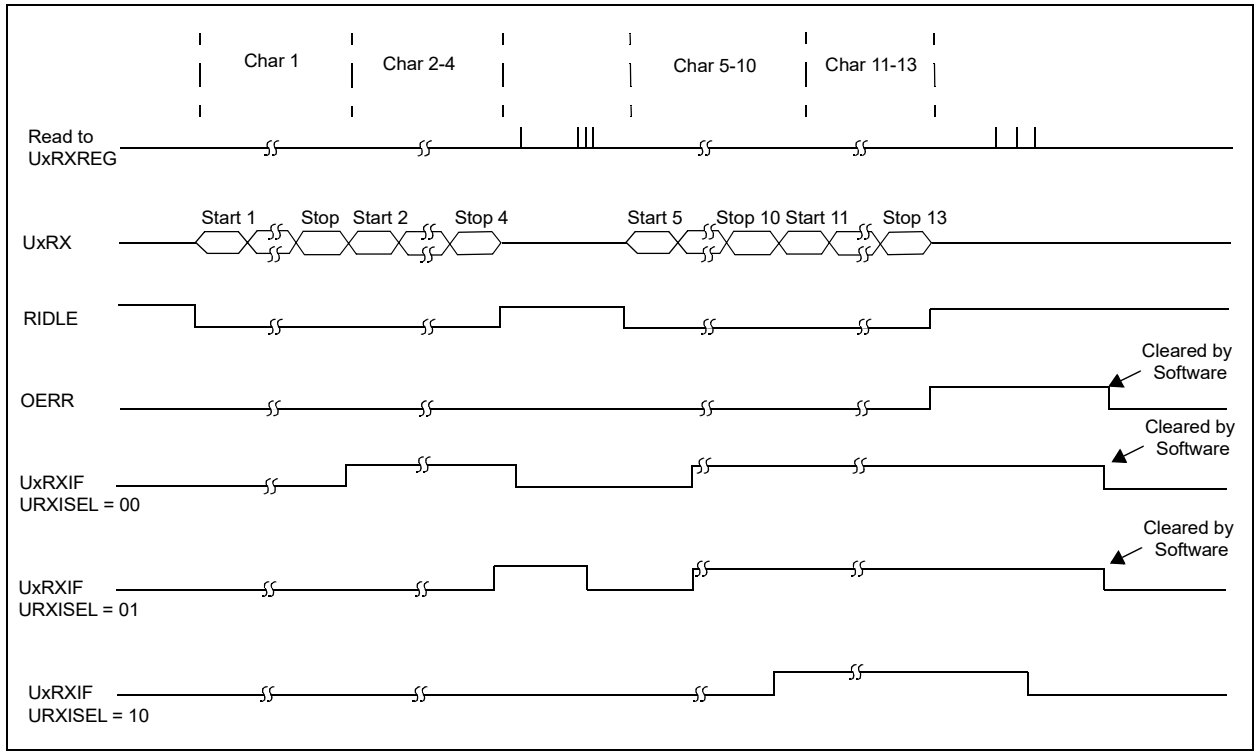 Char 1
Char 2-4
Char 5-10
Char 11-13
Read to
UxRXREG
Start 1
Stop
Start 2
Stop 4
Start 5
Stop 10
Start 11
Stop 13
UxRX
RIDLE
Cleared by
Software
OERR
Cleared by
Software
UxRXIF
URXISEL = 00
Cleared by
Software
UxRXIF
URXISEL = 01
UxRXIF
URXISEL = 10